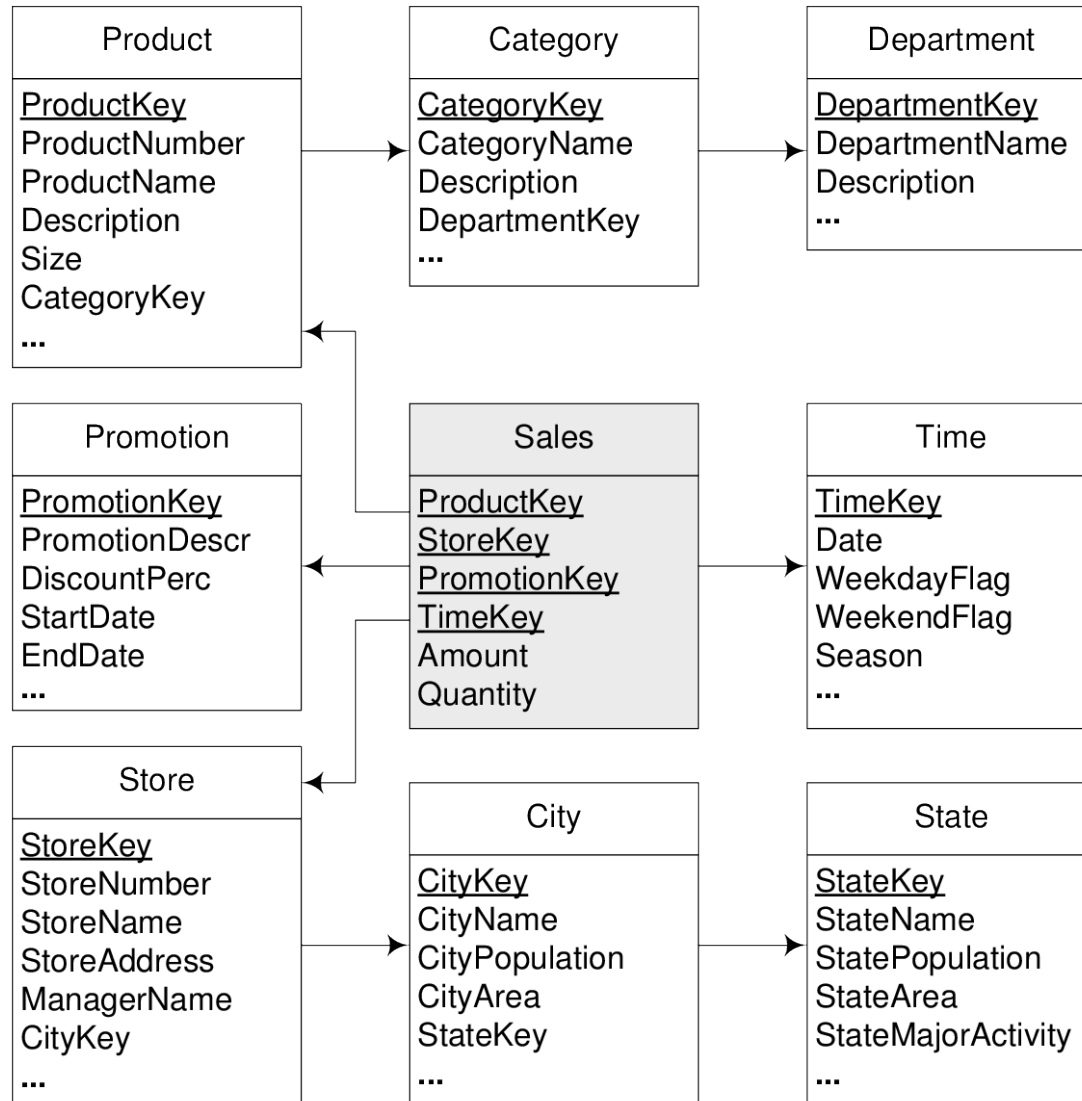 Product
ProductKey
ProductNumber
ProductName
Description
Size
CategoryKey
...
Category
CategoryKey
CategoryName
Description
DepartmentKey
...
Department
DepartmentKey
DepartmentName
Description
...
Promotion
PromotionKey
PromotionDescr
DiscountPerc
StartDate
EndDate
...
Sales
ProductKey
StoreKey
PromotionKey
TimeKey
Amount
Quantity
Time
TimeKey
Date
WeekdayFlag
WeekendFlag
Season
...
Store
StoreKey
StoreNumber
StoreName
StoreAddress
ManagerName
CityKey
...
City
CityKey
CityName
CityPopulation
CityArea
StateKey
...
State
StateKey
StateName
StatePopulation
StateArea
StateMajorActivity
...